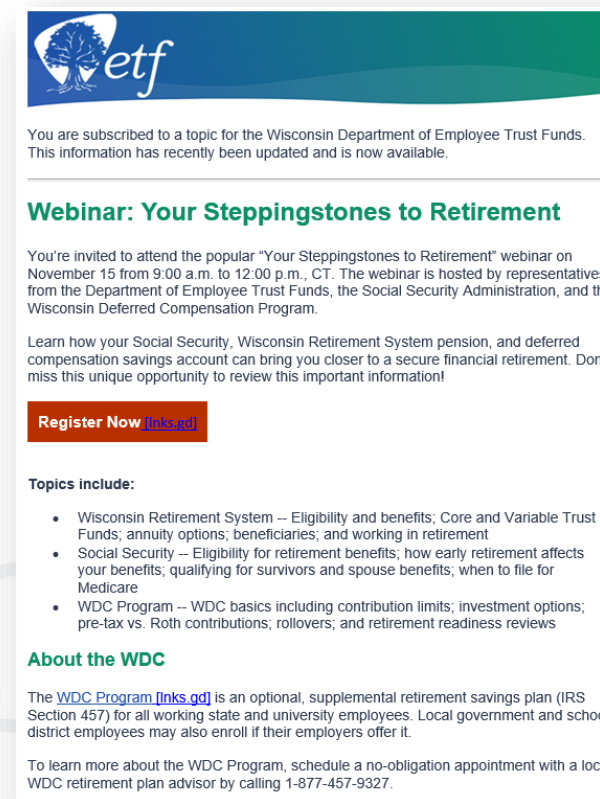 etf
You are subscribed to a topic for the Wisconsin Department of Employee Trust Funds.
This information has recently been updated and is now available.
Webinar: Your Steppingstones to Retirement
You're invited to attend the popular “Your Steppingstones to Retirement” webinar on
November 15 from 9:00 a.m. to 12:00 p.m., CT. The webinar is hosted by representatives
from the Department of Employee Trust Funds, the Social Security Administration, and th
Wisconsin Deferred Compensation Program.
Learn how your Social Security, Wisconsin Retirement System pension, and deferred
compensation savings account can bring you closer to a secure financial retirement. Don
miss this unique opportunity to review this important information!
Register Now [lnks.gd]
Topics include:
• Wisconsin Retirement System -- Eligibility and benefits; Core and Variable Trust
Funds; annuity options; beneficiaries; and working in retirement
• Social Security -- Eligibility for retirement benefits; how early retirement affects
your benefits; qualifying for survivors and spouse benefits; when to file for
Medicare
• WDC Program -- WDC basics including contribution limits; investment options;
pre-tax vs. Roth contributions; rollovers; and retirement readiness reviews
About the WDC
The WDC Program [lnks.gd] is an optional, supplemental retirement savings plan (IRS
Section 457) for all working state and university employees. Local government and schoo
district employees may also enroll if their employers offer it.
To learn more about the WDC Program, schedule a no-obligation appointment with a loc
WDC retirement plan advisor by calling 1-877-457-9327.